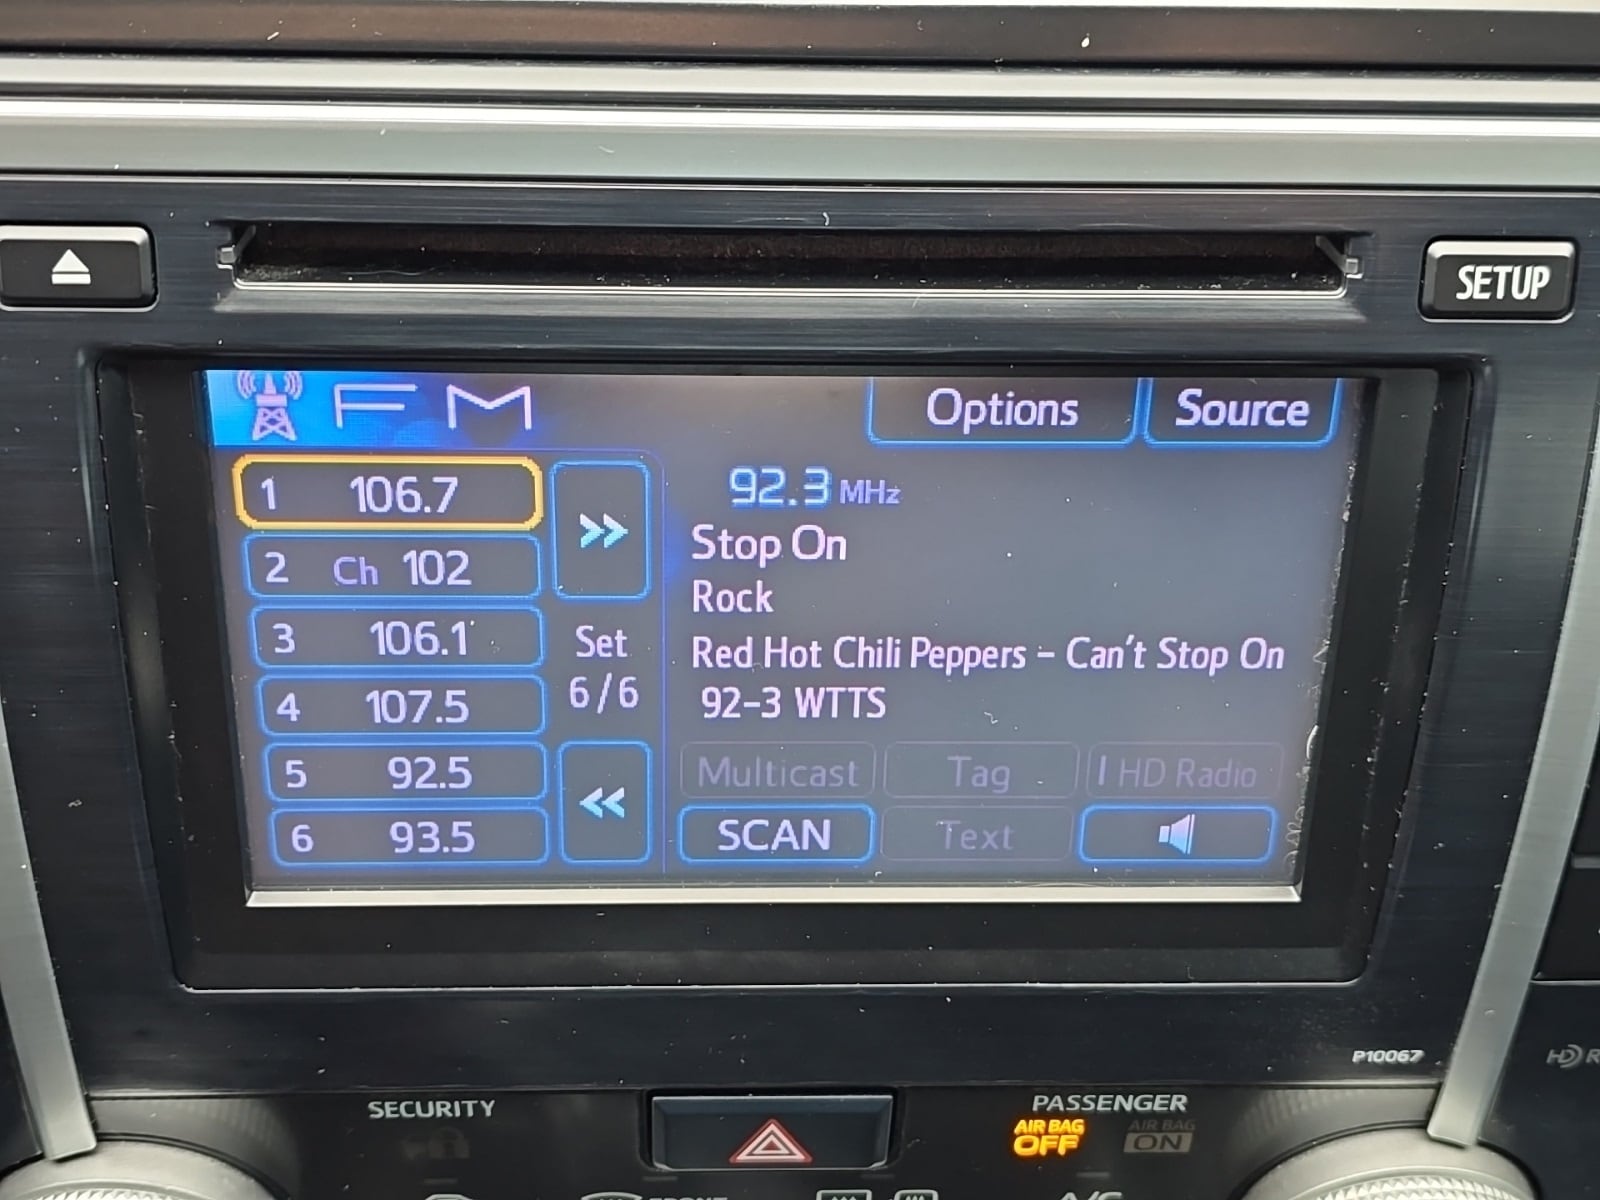 SETUP
FM
Options
Source
1 106.7
2 Ch 102
3 106.1
4 107.5
5 92.5
6 93.5
Set
6/6
92.3 MHz
Stop On
Rock
Red Hot Chili Peppers – Can't Stop On
92-3 WTTS
Multicast
Tag
HD Radio
SCAN
Text
P10067
HD
SECURITY
PASSENGER
AIR BAG
OFF
AIR BAG
ON
FRONT
A/C